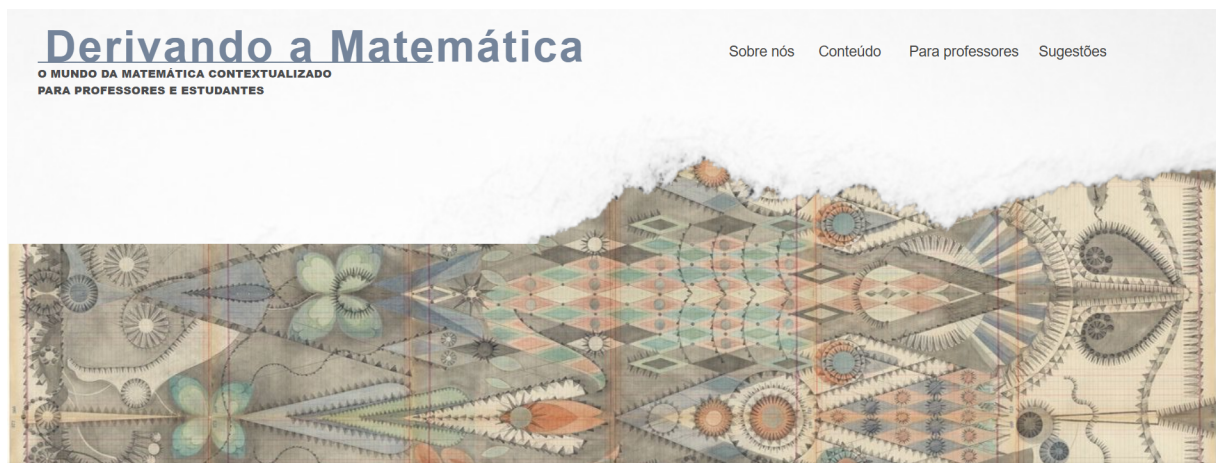 Derivando a Matemática
O MUNDO DA MATEMÁTICA CONTEXTUALIZADO
PARA PROFESSORES E ESTUDANTES
Sobre nós Conteúdo Para professores Sugestões